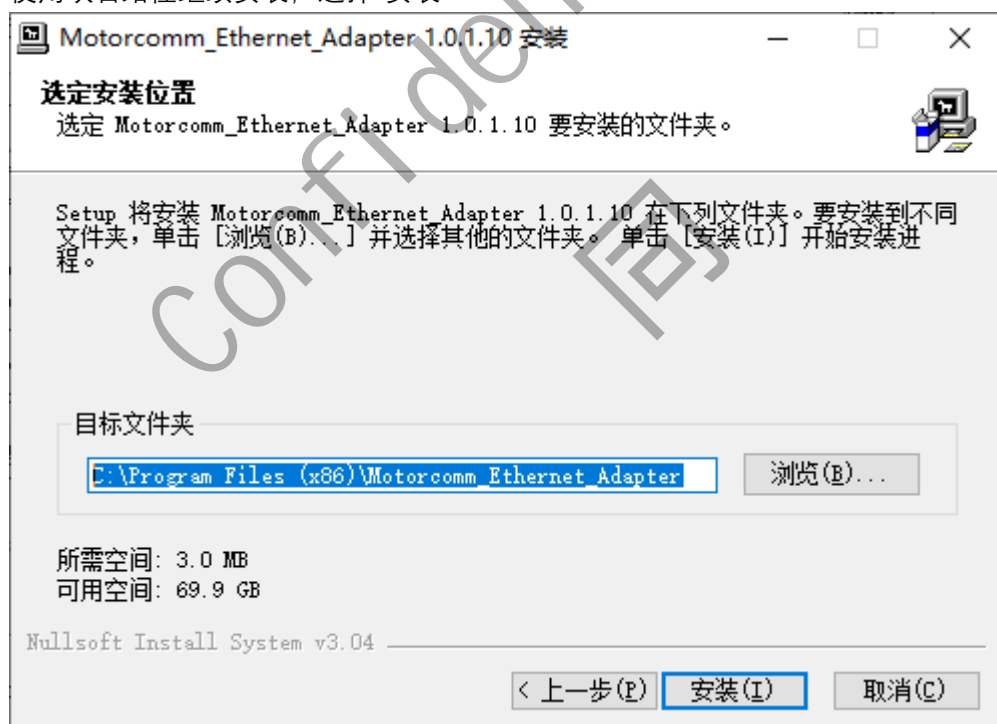 Motorcomm_Ethernet_Adapter 1.0.1.10 安装
选定安装位置
选定 Motorcomm_Ethernet_Adapter 1.0.1.10 要安装的文件夹。
Setup 将安装 Motorcomm_Ethernet_Adapter 1.0.1.10 在下列文件夹。要安装到不同
文件夹，单击 [浏览(B)...] 并选择其他的文件夹。 单击 [安装(I)] 开始安装进
程。
目标文件夹
C:\Program Files (x86)\Motorcomm_Ethernet_Adapter
浏览(B)...
所需空间: 3.0 MB
可用空间: 69.9 GB
Nullsoft Install System v3.04
< 上一步(P)
安装(I)
取消(C)
Confiden
同